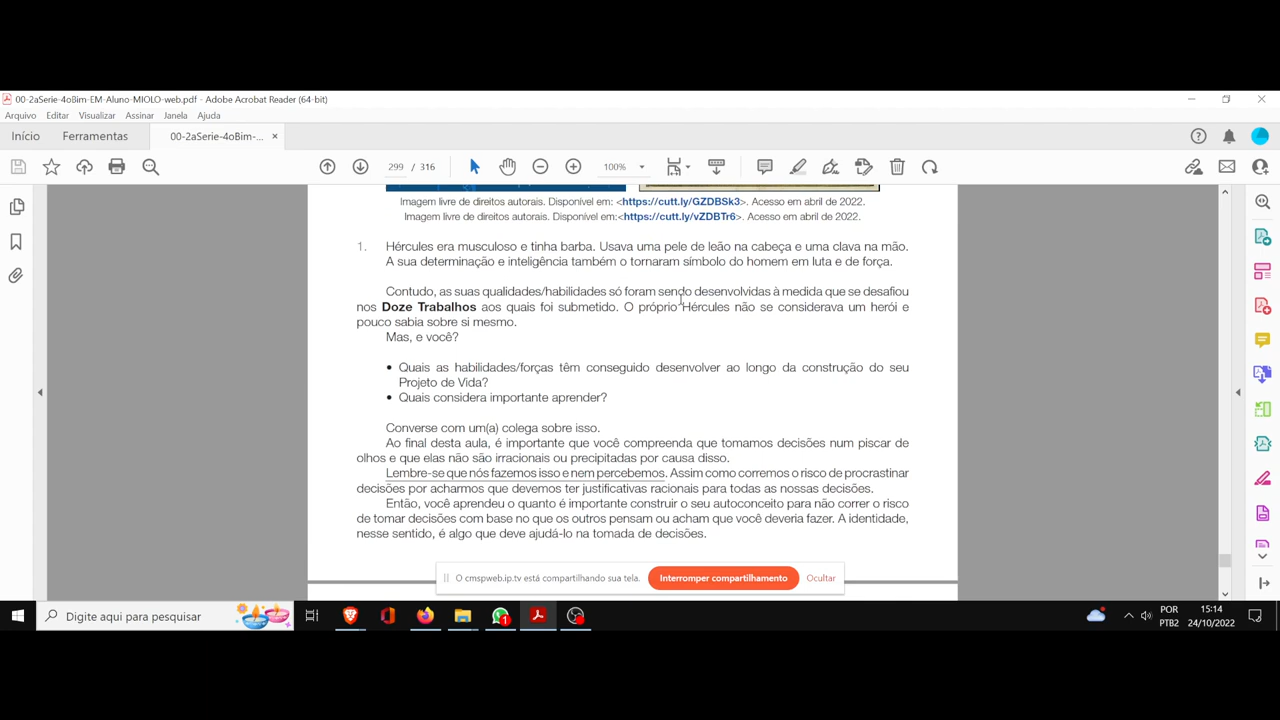 00-2aSerie-4oBim-EM-Aluno-MIOLO-web.pdf - Adobe Acrobat Reader (64-bit)
Arquivo Editar Visualizar Assinar Janela Ajuda
Início Ferramentas 00-2aSerie-4oBim-... ×
299 / 316 100%
Imagem livre de direitos autorais. Disponível em: <https://cutt.ly/GZDBSk3>. Acesso em abril de 2022.
Imagem livre de direitos autorais. Disponível em:<https://cutt.ly/vZDBTr6>. Acesso em abril de 2022.
1. Hércules era musculoso e tinha barba. Usava uma pele de leão na cabeça e uma clava na mão.
A sua determinação e inteligência também o tornaram símbolo do homem em luta e de força.
Contudo, as suas qualidades/habilidades só foram sendo desenvolvidas à medida que se desafiou
nos Doze Trabalhos aos quais foi submetido. O próprio Hércules não se considerava um herói e
pouco sabia sobre si mesmo.
Mas, e você?
• Quais as habilidades/forças têm conseguido desenvolver ao longo da construção do seu
Projeto de Vida?
• Quais considera importante aprender?
Converse com um(a) colega sobre isso.
Ao final desta aula, é importante que você compreenda que tomamos decisões num piscar de
olhos e que elas não são irracionais ou precipitadas por causa disso.
Lembre-se que nós fazemos isso e nem percebemos. Assim como corremos o risco de procrastinar
decisões por acharmos que devemos ter justificativas racionais para todas as nossas decisões.
Então, você aprendeu o quanto é importante construir o seu autoconceito para não correr o risco
de tomar decisões com base no que os outros pensam ou acham que você deveria fazer. A identidade,
nesse sentido, é algo que deve ajudá-lo na tomada de decisões.
O cmspweb.ip.tv está compartilhando sua tela. Interromper compartilhamento Ocultar
Digite aqui para pesquisar
1
POR
PTB2
15:14
24/10/2022